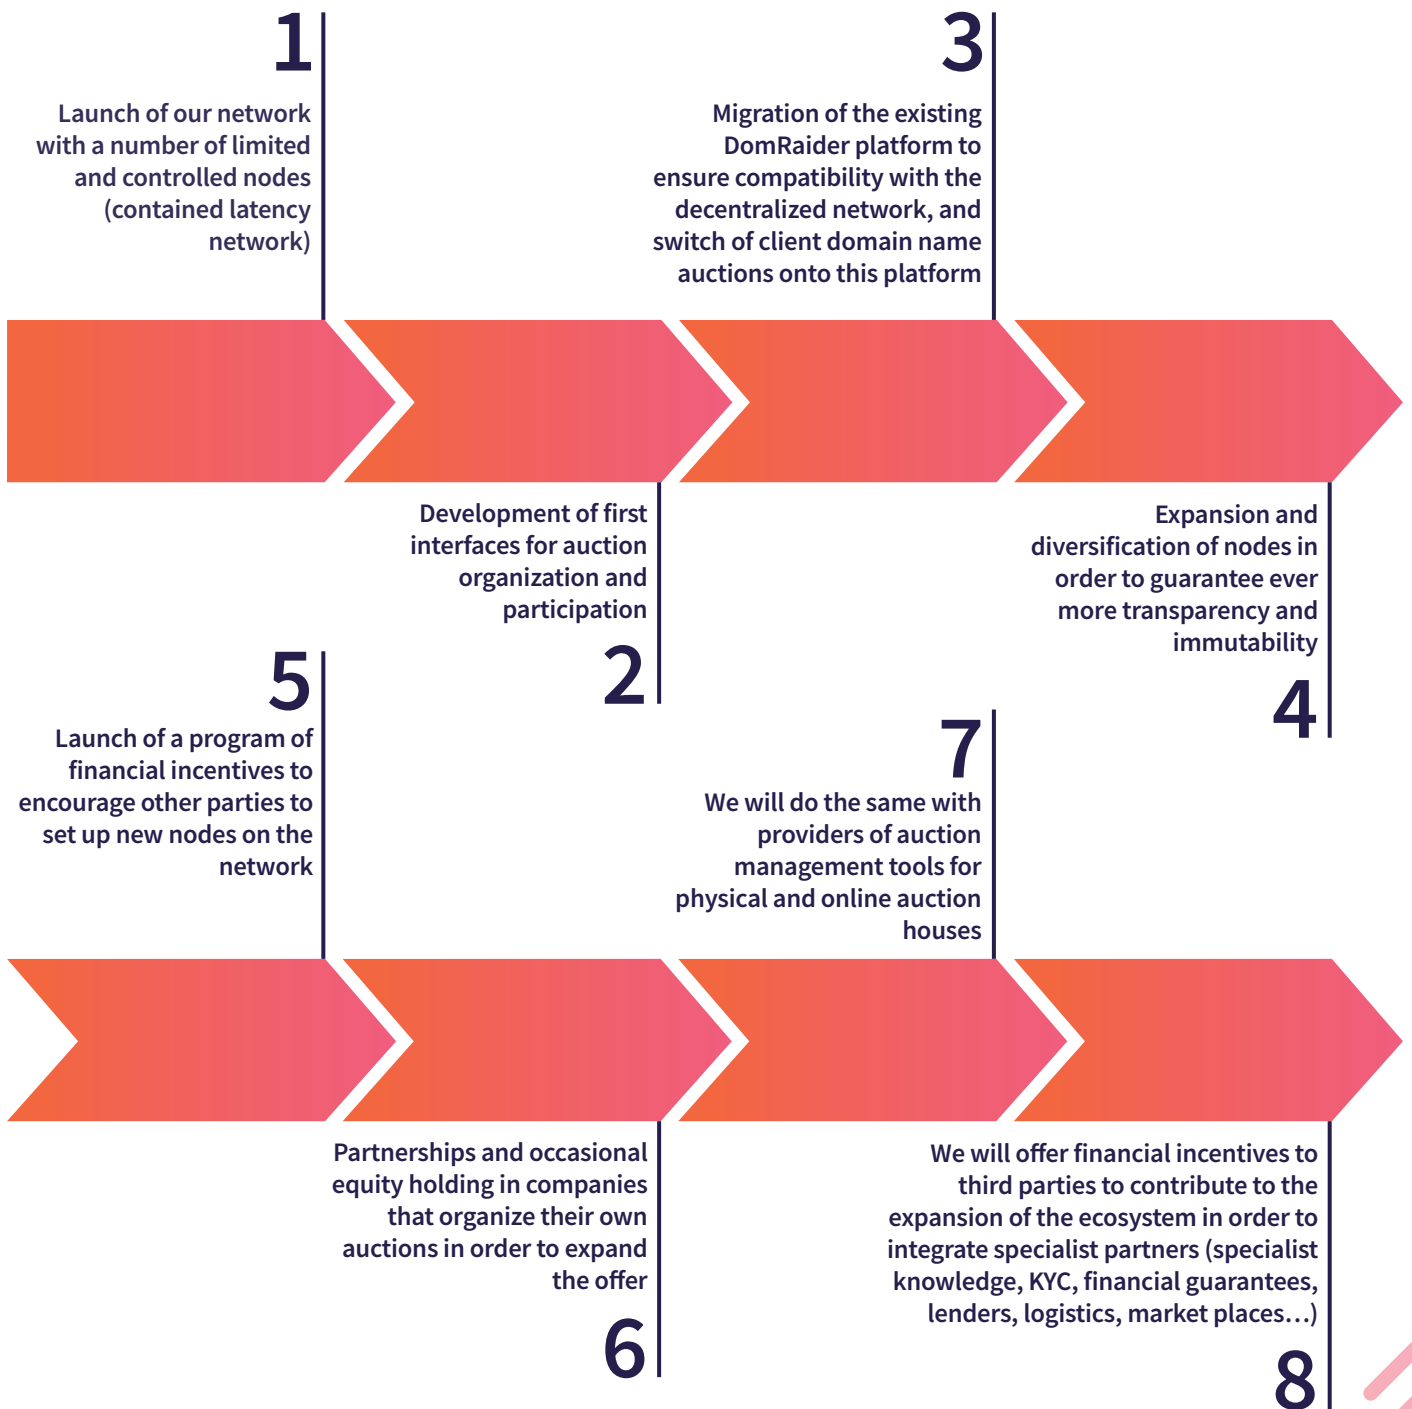 1
Launch of our network
with a number of limited
and controlled nodes
(contained latency
network)
3
Migration of the existing
DomRaider platform to
ensure compatibility with the
decentralized network, and
switch of client domain name
auctions onto this platform
Development of first
interfaces for auction
organization and
participation
2
Expansion and
diversification of nodes in
order to guarantee ever
more transparency and
immutability
4
5
Launch of a program of
financial incentives to
encourage other parties to
set up new nodes on the
network
7
We will do the same with
providers of auction
management tools for
physical and online auction
houses
Partnerships and occasional
equity holding in companies
that organize their own
auctions in order to expand
the offer
6
We will offer financial incentives to
third parties to contribute to the
expansion of the ecosystem in order to
integrate specialist partners (specialist
knowledge, KYC, financial guarantees,
lenders, logistics, market places…)
8